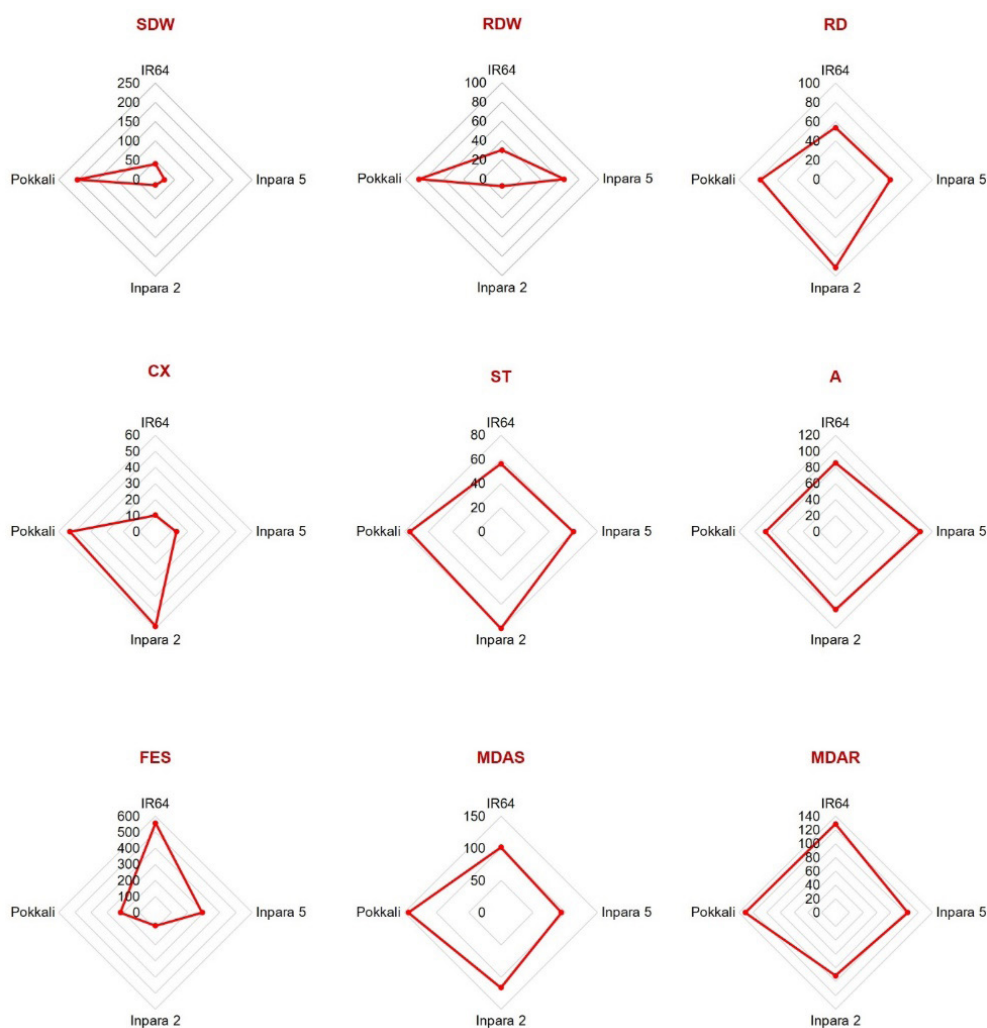 SDW
IR64
250
200
150
100
50
0
Pokkali
Inpara 5
Inpara 2
RDW
IR64
100
80
60
40
20
0
Pokkali
Inpara 5
Inpara 2
RD
IR64
100
80
60
40
20
0
Pokkali
Inpara 5
Inpara 2
CX
IR64
60
50
40
30
20
10
0
Pokkali
Inpara 5
Inpara 2
ST
IR64
80
60
40
20
0
Pokkali
Inpara 5
Inpara 2
A
IR64
120
100
80
60
40
20
0
Pokkali
Inpara 5
Inpara 2
FES
IR64
600
500
400
300
200
100
0
Pokkali
Inpara 5
Inpara 2
MDAS
IR64
150
100
50
0
Pokkali
Inpara 5
Inpara 2
MDAR
IR64
140
120
100
80
60
40
20
0
Pokkali
Inpara 5
Inpara 2